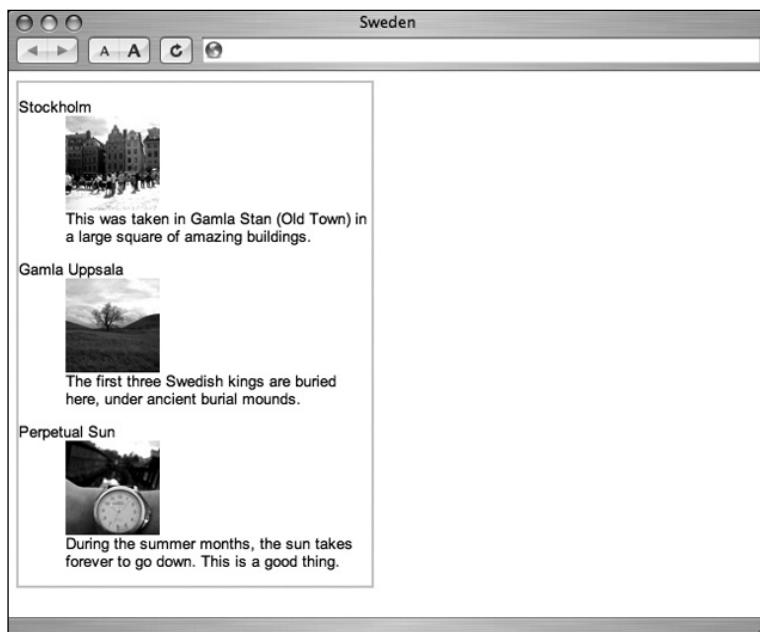 Sweden
A A
Stockholm
This was taken in Gamla Stan (Old Town) in
a large square of amazing buildings.
Gamla Uppsala
The first three Swedish kings are buried
here, under ancient burial mounds.
Perpetual Sun
During the summer months, the sun takes
forever to go down. This is a good thing.